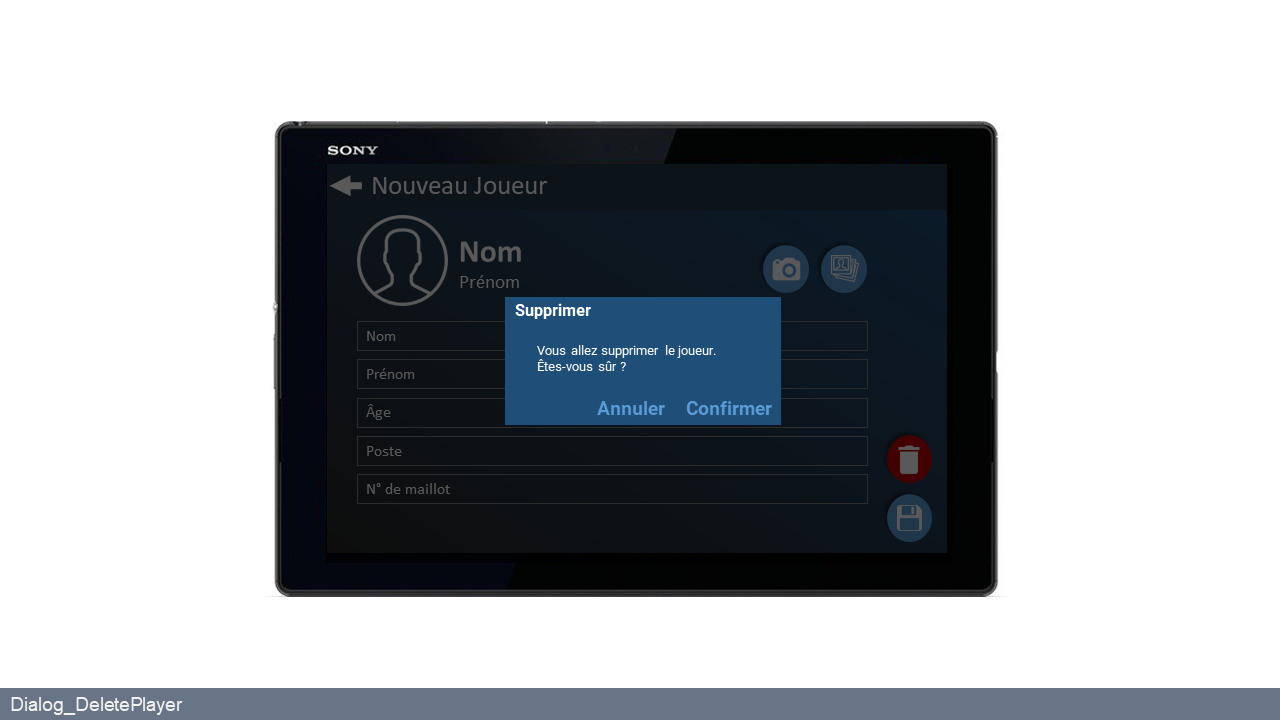 SONY
Nouveau Joueur
Nom
Prénom
Supprimer
Vous allez supprimer le joueur.
Êtes-vous sûr ?
Annuler Confirmer
Nom
Prénom
Âge
Poste
N° de maillot
Dialog_DeletePlayer